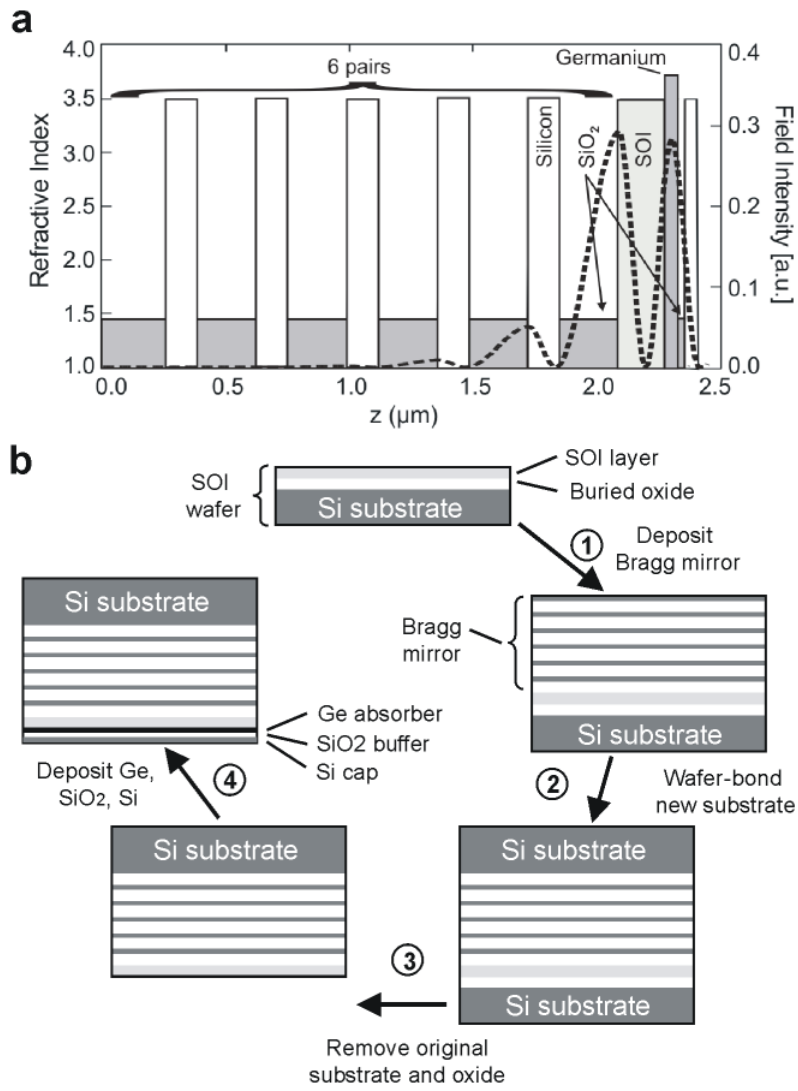 a
4.0
3.5
3.0
2.5
2.0
1.5
1.0
Refractive Index
6 pairs
Germanium
Silicon
SiO2
SOI
0.4
0.3
0.2
0.1
0.0
Field Intensity [a.u.]
0.0
0.5
1.0
1.5
2.0
2.5
z (µm)
b
SOI
wafer
SOI layer
Buried oxide
Si substrate
1
Deposit
Bragg mirror
Bragg
mirror
Si substrate
2
Wafer-bond
new substrate
Si substrate
Si substrate
3
Remove original
substrate and oxide
Si substrate
4
Deposit Ge,
SiO2, Si
Si substrate
Ge absorber
SiO2 buffer
Si cap